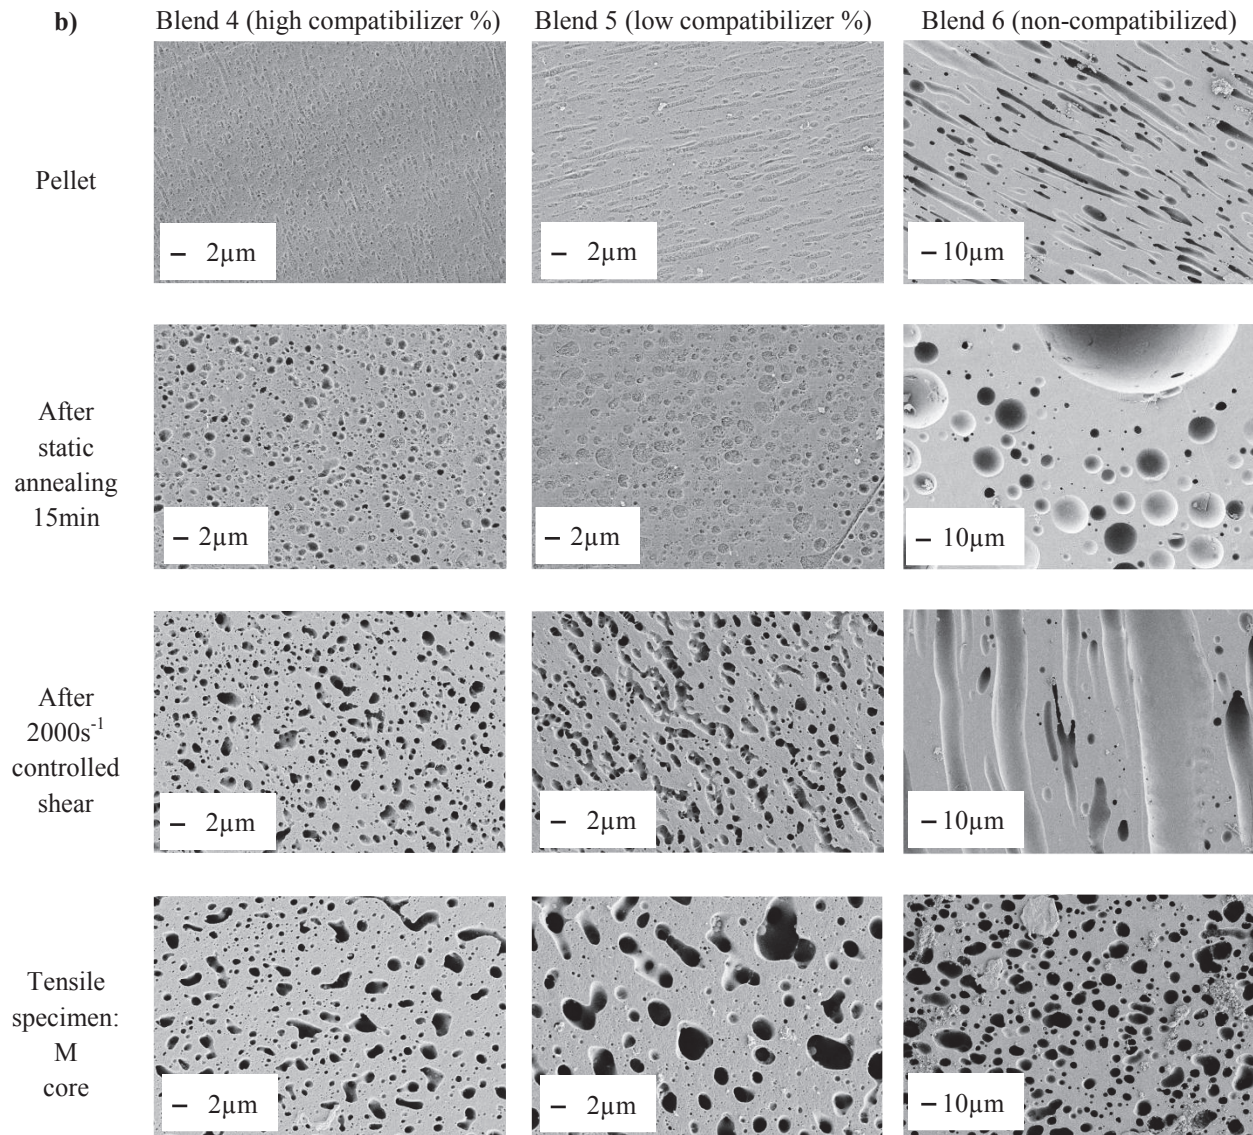 b) Blend 4 (high compatibilizer %) Blend 5 (low compatibilizer %) Blend 6 (non-compatibilized)
Pellet
2µm 2µm 10µm
After
static
annealing
15min
2µm 2µm 10µm
After
2000s⁻¹
controlled
shear
2µm 2µm 10µm
Tensile
specimen:
M
core
2µm 2µm 10µm